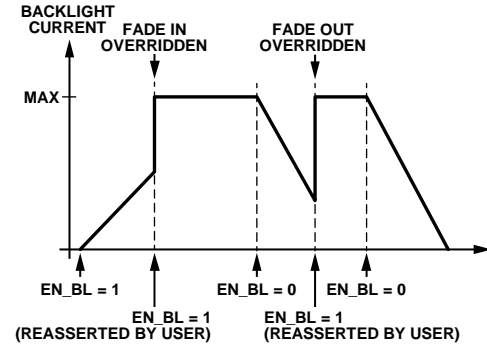 BACKLIGHT
CURRENT
FADE IN
OVERRIDDEN
FADE OUT
OVERRIDDEN
MAX
EN_BL = 1
EN_BL = 0
EN_BL = 0
EN_BL = 1
(REASSERTED BY USER)
EN_BL = 1
(REASSERTED BY USER)